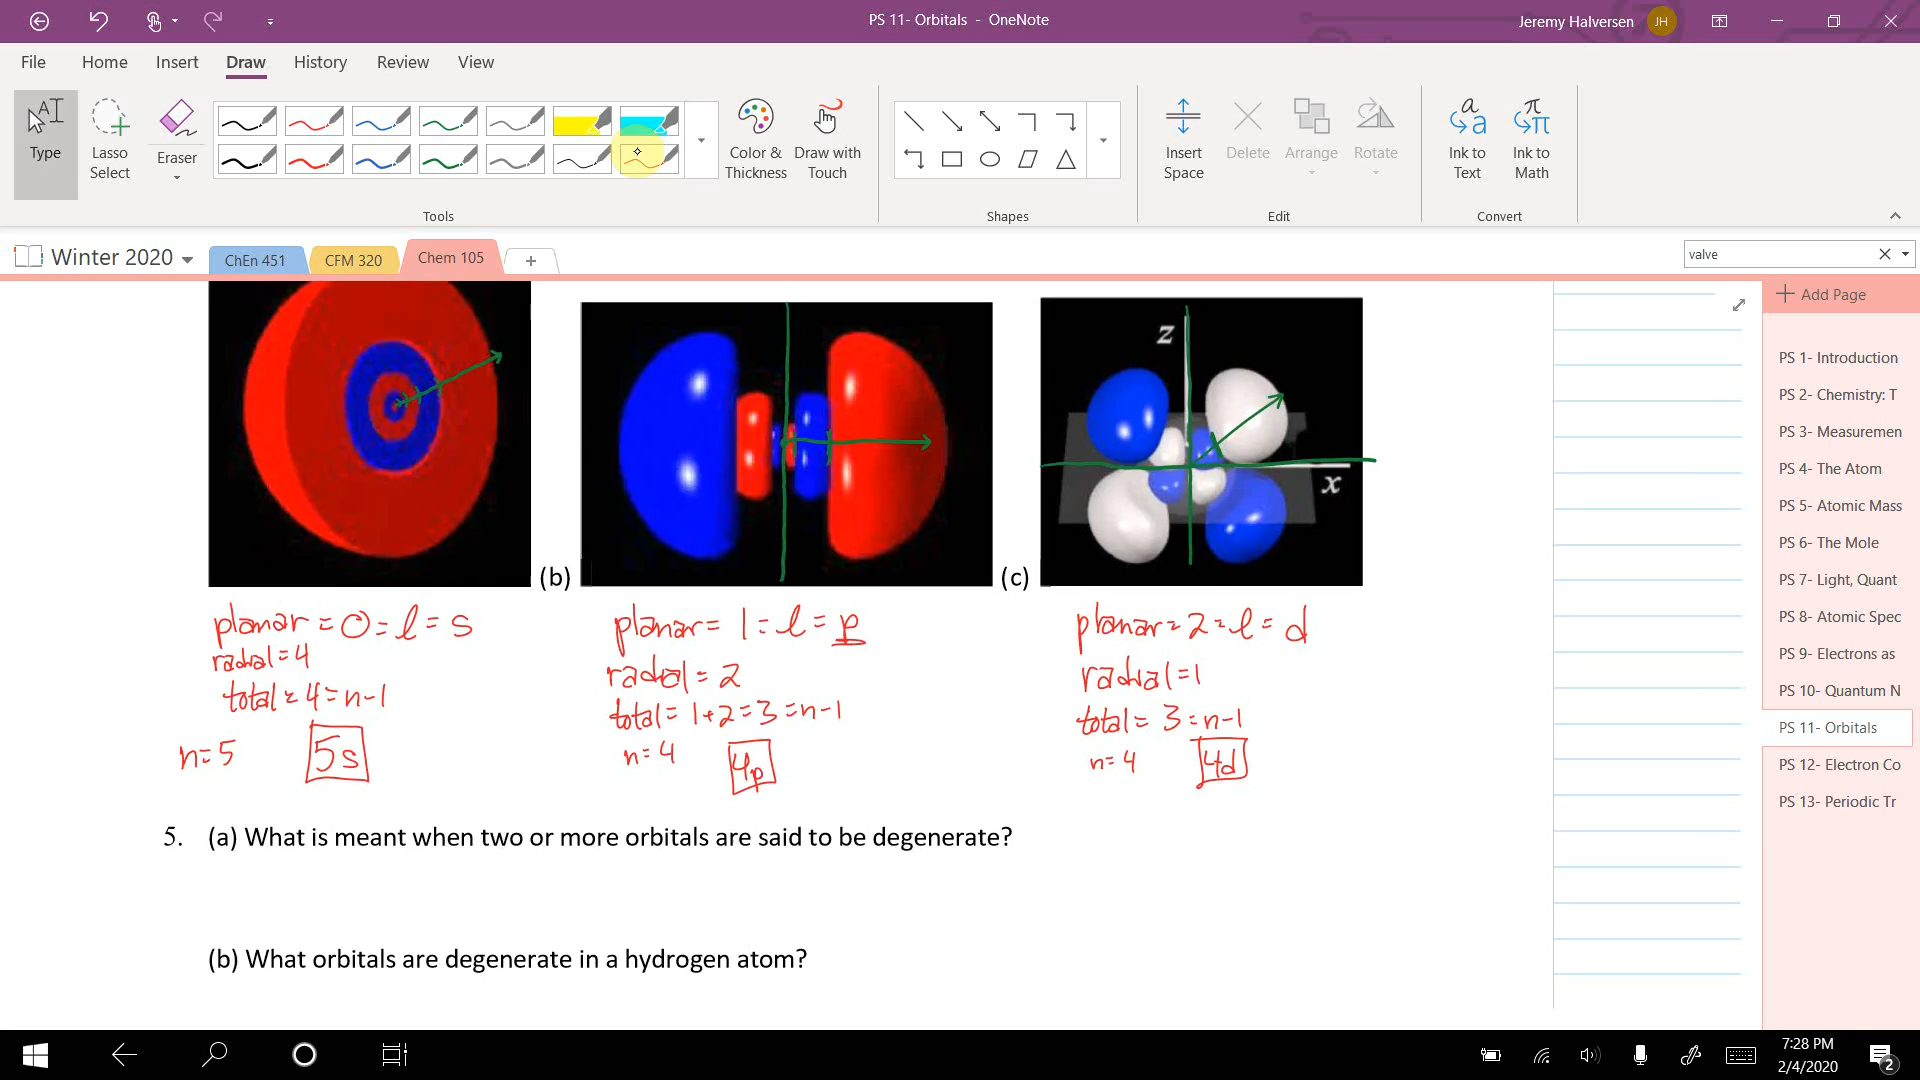 PS 11- Orbitals - OneNote
Jeremy Halversen
JH
File Home Insert Draw History Review View
Type
Lasso Select
Eraser
Color & Thickness
Draw with Touch
Insert Space
Delete
Arrange
Rotate
Ink to Text
Ink to Math
Tools
Shapes
Edit
Convert
Winter 2020
ChEn 451
CFM 320
Chem 105
valve
Add Page
PS 1- Introduction
PS 2- Chemistry: T
PS 3- Measuremen
PS 4- The Atom
PS 5- Atomic Mass
PS 6- The Mole
PS 7- Light, Quant
PS 8- Atomic Spec
PS 9- Electrons as
PS 10- Quantum N
PS 11- Orbitals
PS 12- Electron Co
PS 13- Periodic Tr
z
x
(b)
(c)
planar = 0 = l = s
radial = 4
total = 4 = n-1
n = 5
5s
planar = 1 = l = p
radial = 2
total = 1+2 = 3 = n-1
n = 4
4p
planar = 2 = l = d
radial = 1
total = 3 = n-1
n = 4
4d
5. (a) What is meant when two or more orbitals are said to be degenerate?
(b) What orbitals are degenerate in a hydrogen atom?
7:28 PM
2/4/2020
2